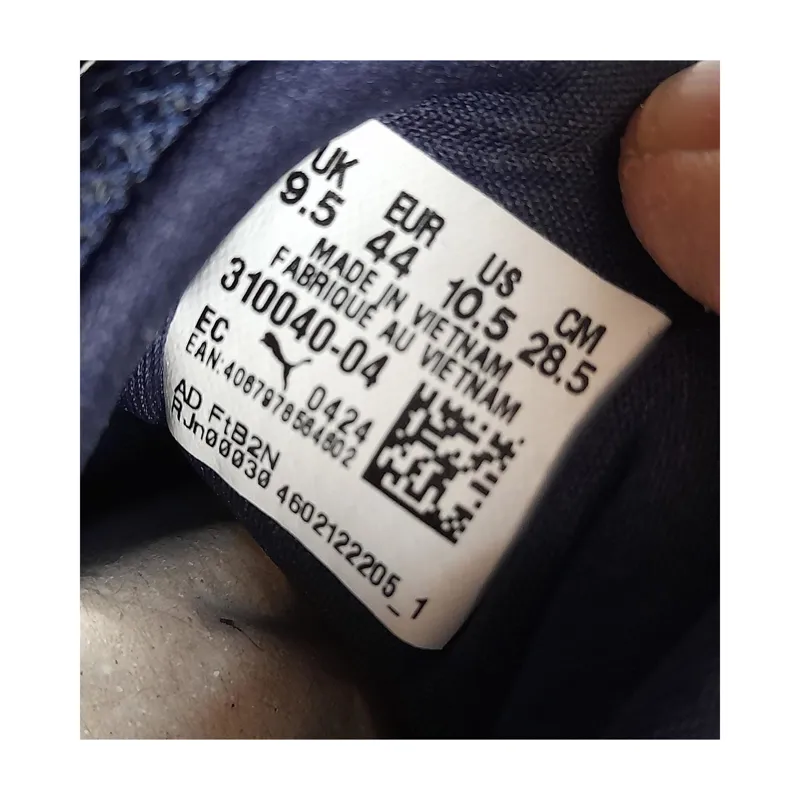 UK EUR US CM
9.5 44 10.5 28.5
MADE IN VIETNAM
FABRIQUE AU VIETNAM
310040-04
EC 0424
EAN:4067978584602
AD FtB2N
RJn00030 4602122205_1